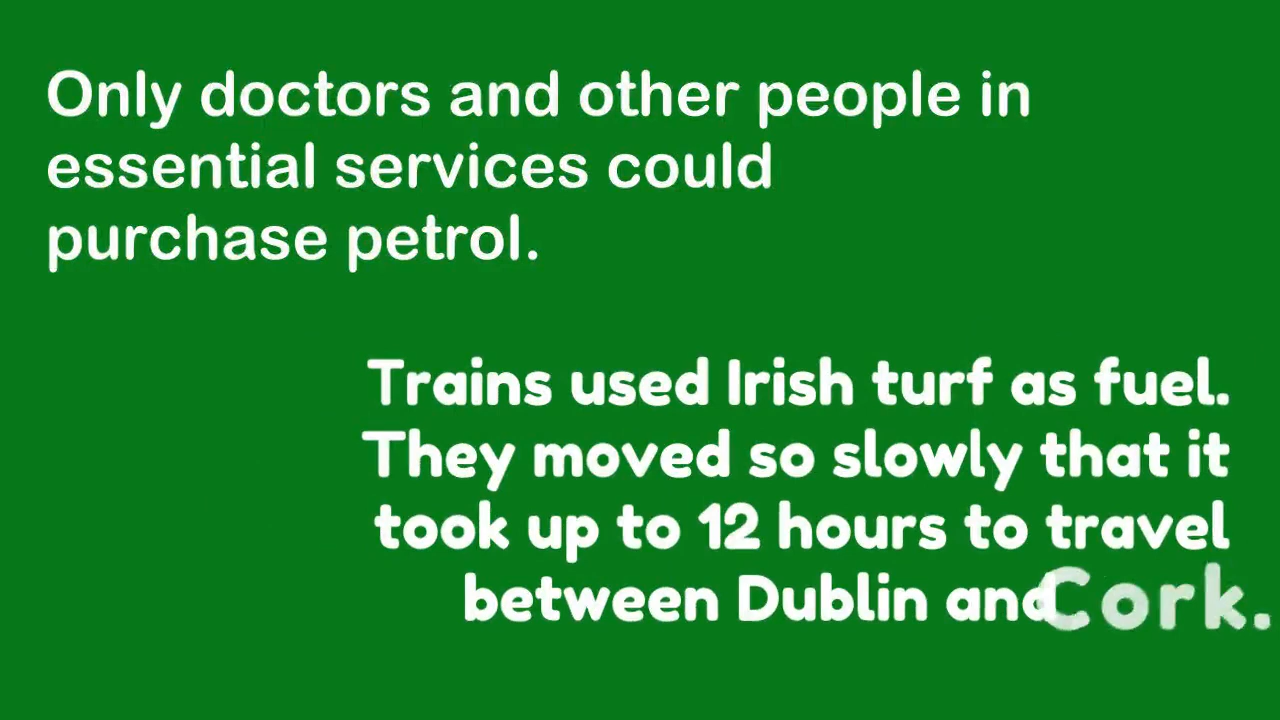 Only doctors and other people in
essential services could
purchase petrol.
Trains used Irish turf as fuel.
They moved so slowly that it
took up to 12 hours to travel
between Dublin and Cork.